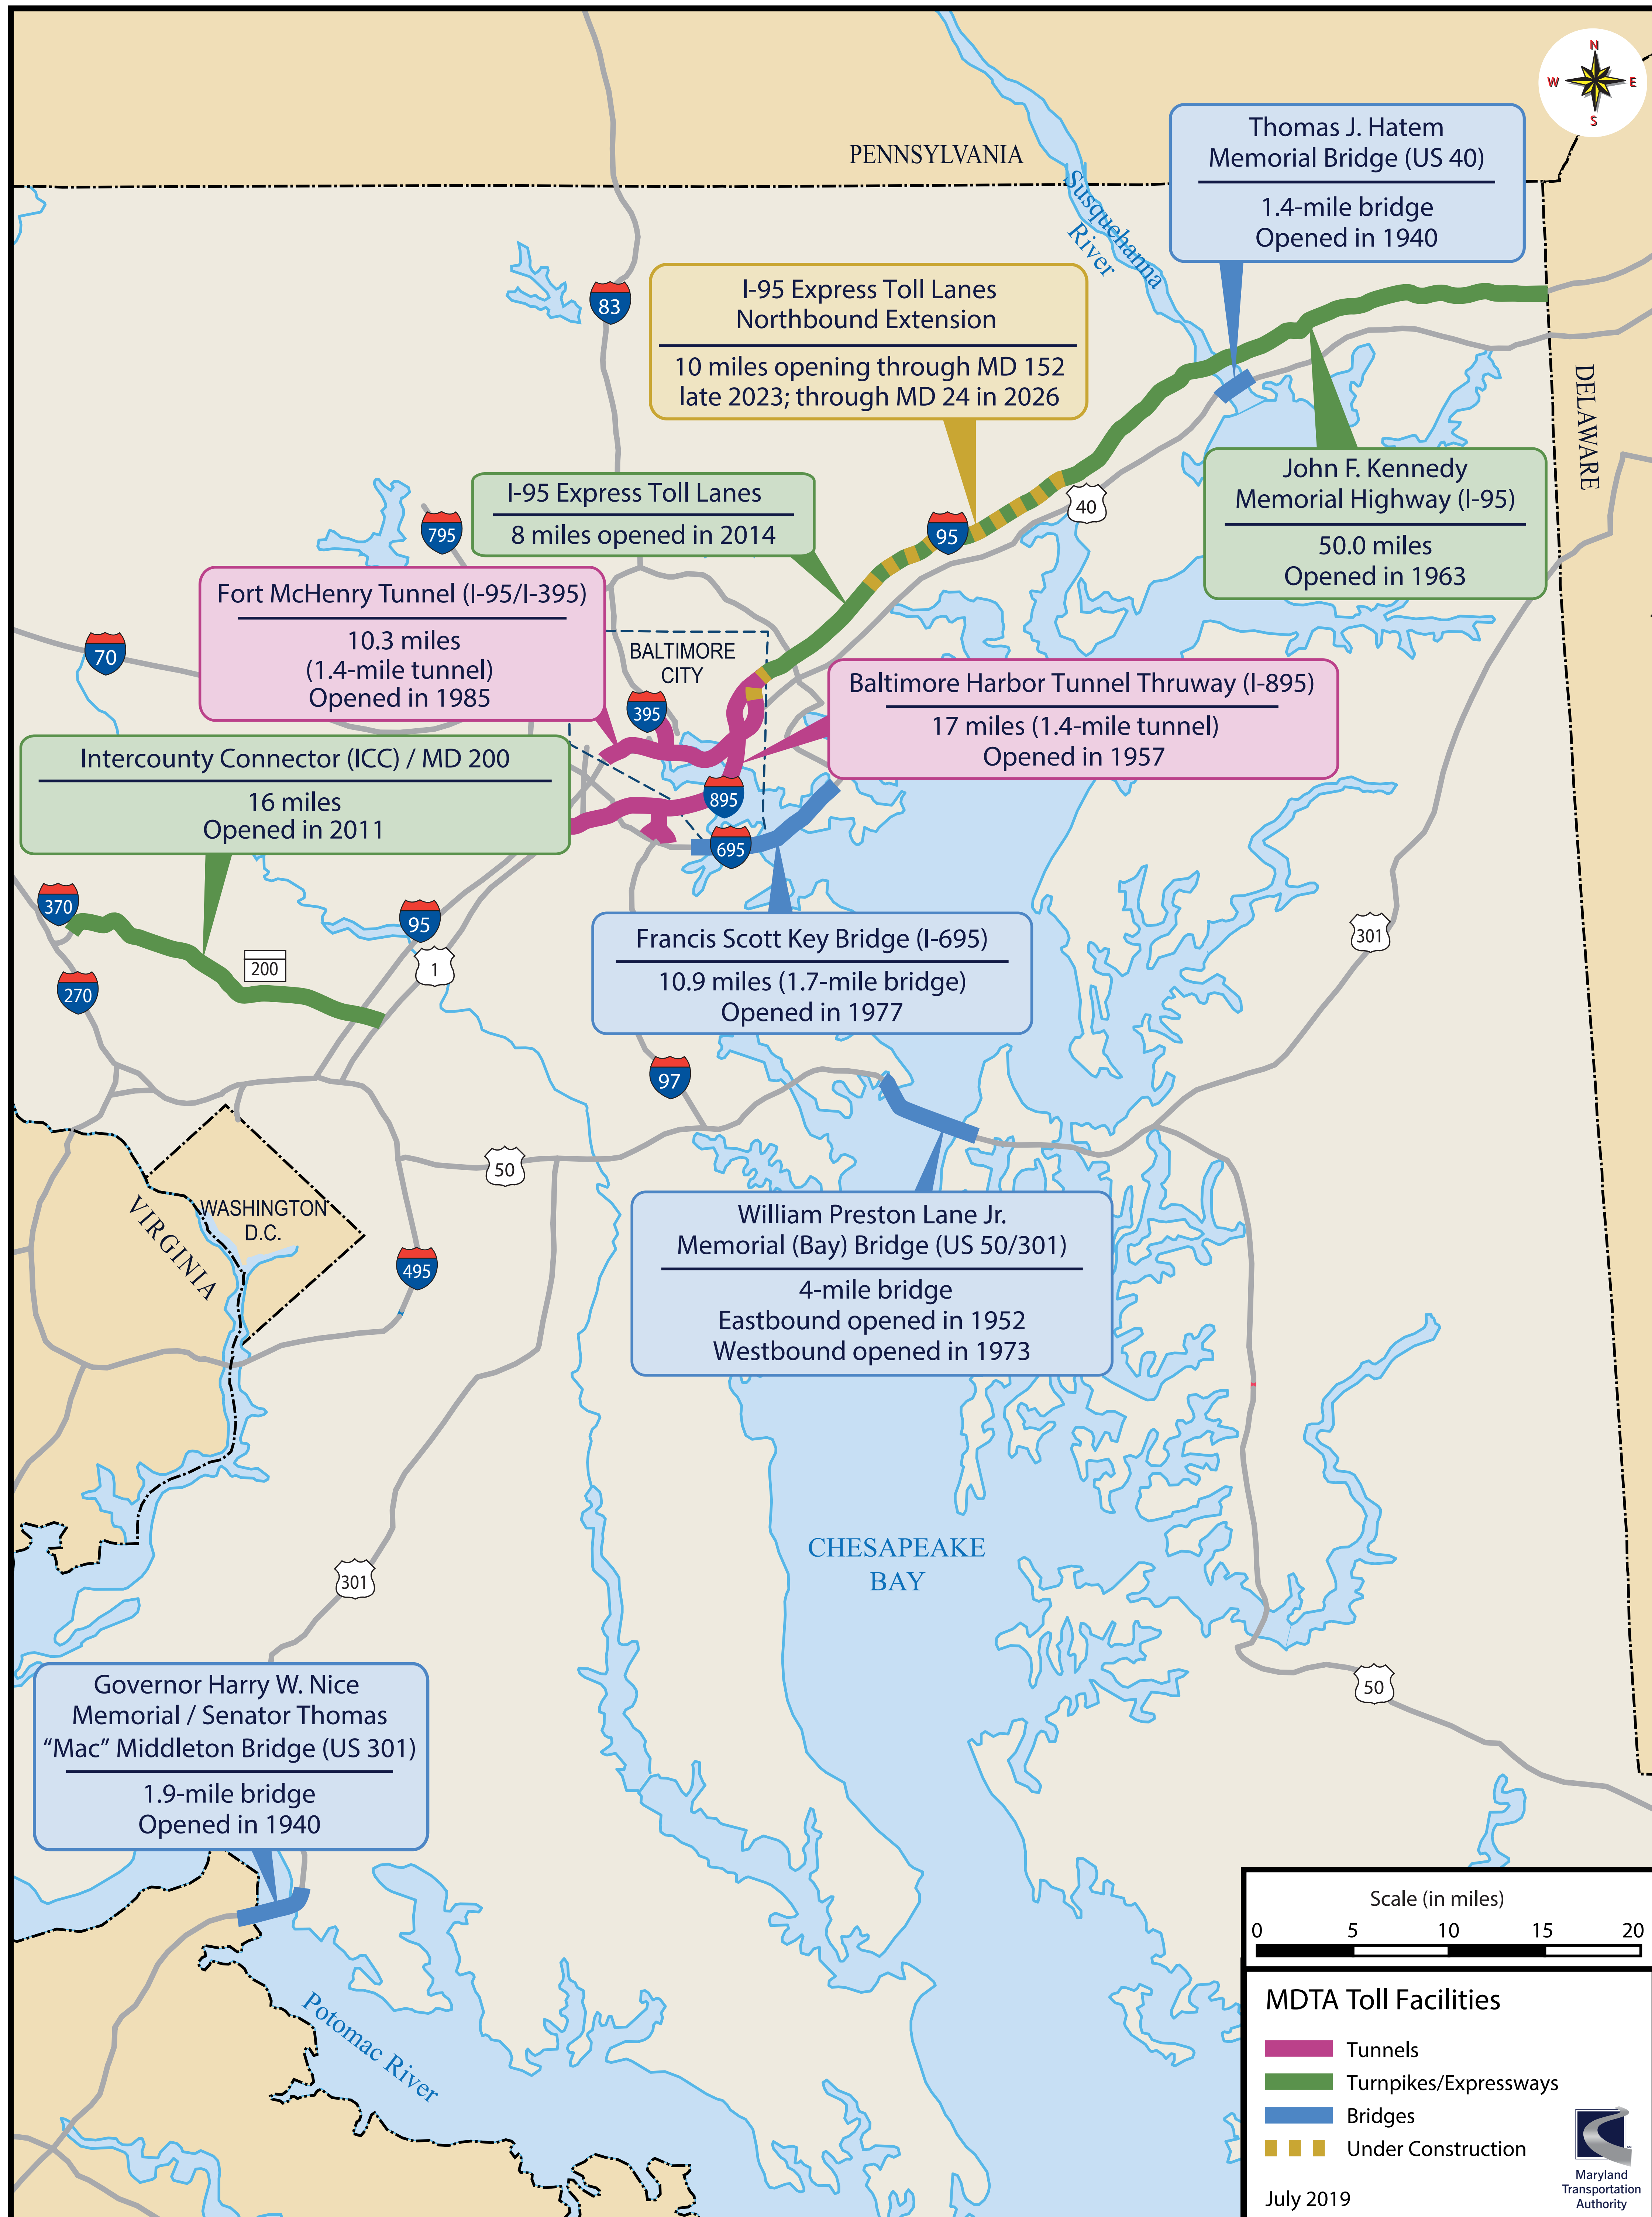 N
W
E
S
PENNSYLVANIA
Susquehanna
River
Thomas J. Hatem
Memorial Bridge (US 40)
1.4-mile bridge
Opened in 1940
83
I-95 Express Toll Lanes
Northbound Extension
10 miles opening through MD 152
late 2023; through MD 24 in 2026
DELAWARE
John F. Kennedy
Memorial Highway (I-95)
50.0 miles
Opened in 1963
40
95
I-95 Express Toll Lanes
8 miles opened in 2014
795
Fort McHenry Tunnel (I-95/I-395)
10.3 miles
(1.4-mile tunnel)
Opened in 1985
70
BALTIMORE
CITY
395
Baltimore Harbor Tunnel Thruway (I-895)
17 miles (1.4-mile tunnel)
Opened in 1957
Intercounty Connector (ICC) / MD 200
16 miles
Opened in 2011
895
695
370
95
1
200
270
301
Francis Scott Key Bridge (I-695)
10.9 miles (1.7-mile bridge)
Opened in 1977
97
50
WASHINGTON
D.C.
VIRGINIA
495
William Preston Lane Jr.
Memorial (Bay) Bridge (US 50/301)
4-mile bridge
Eastbound opened in 1952
Westbound opened in 1973
CHESAPEAKE
BAY
301
50
Governor Harry W. Nice
Memorial / Senator Thomas
“Mac” Middleton Bridge (US 301)
1.9-mile bridge
Opened in 1940
Potomac River
Scale (in miles)
0 5 10 15 20
MDTA Toll Facilities
Tunnels
Turnpikes/Expressways
Bridges
Under Construction
July 2019
Maryland
Transportation
Authority